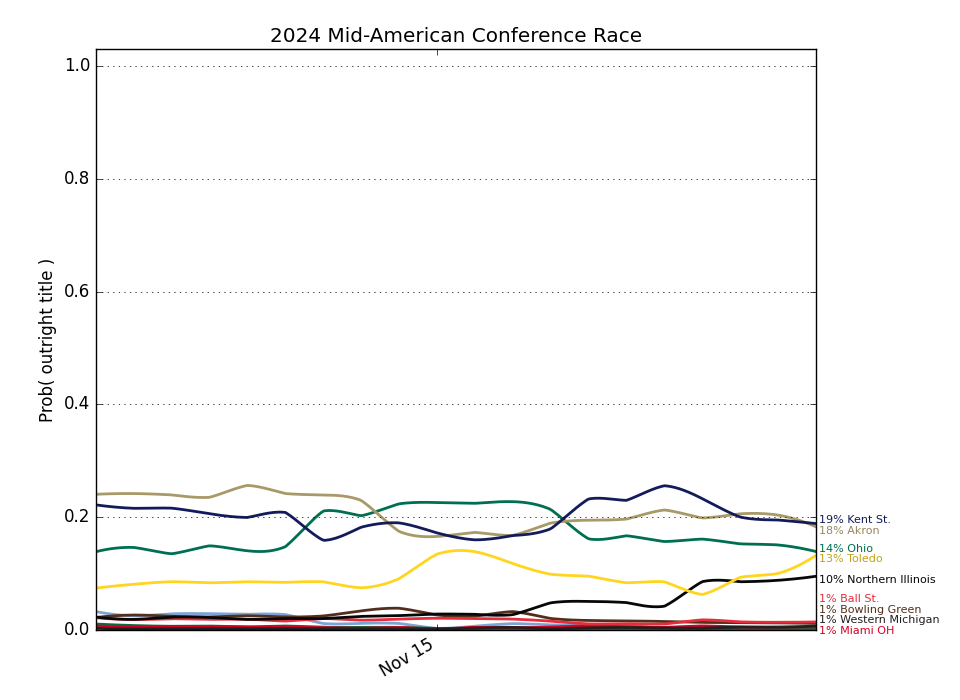 2024 Mid-American Conference Race
1.0
0.8
0.6
0.4
0.2
0.0
Prob( outright title )
Nov 15
19% Kent St.
18% Akron
14% Ohio
13% Toledo
10% Northern Illinois
1% Ball St.
1% Bowling Green
1% Western Michigan
1% Miami OH